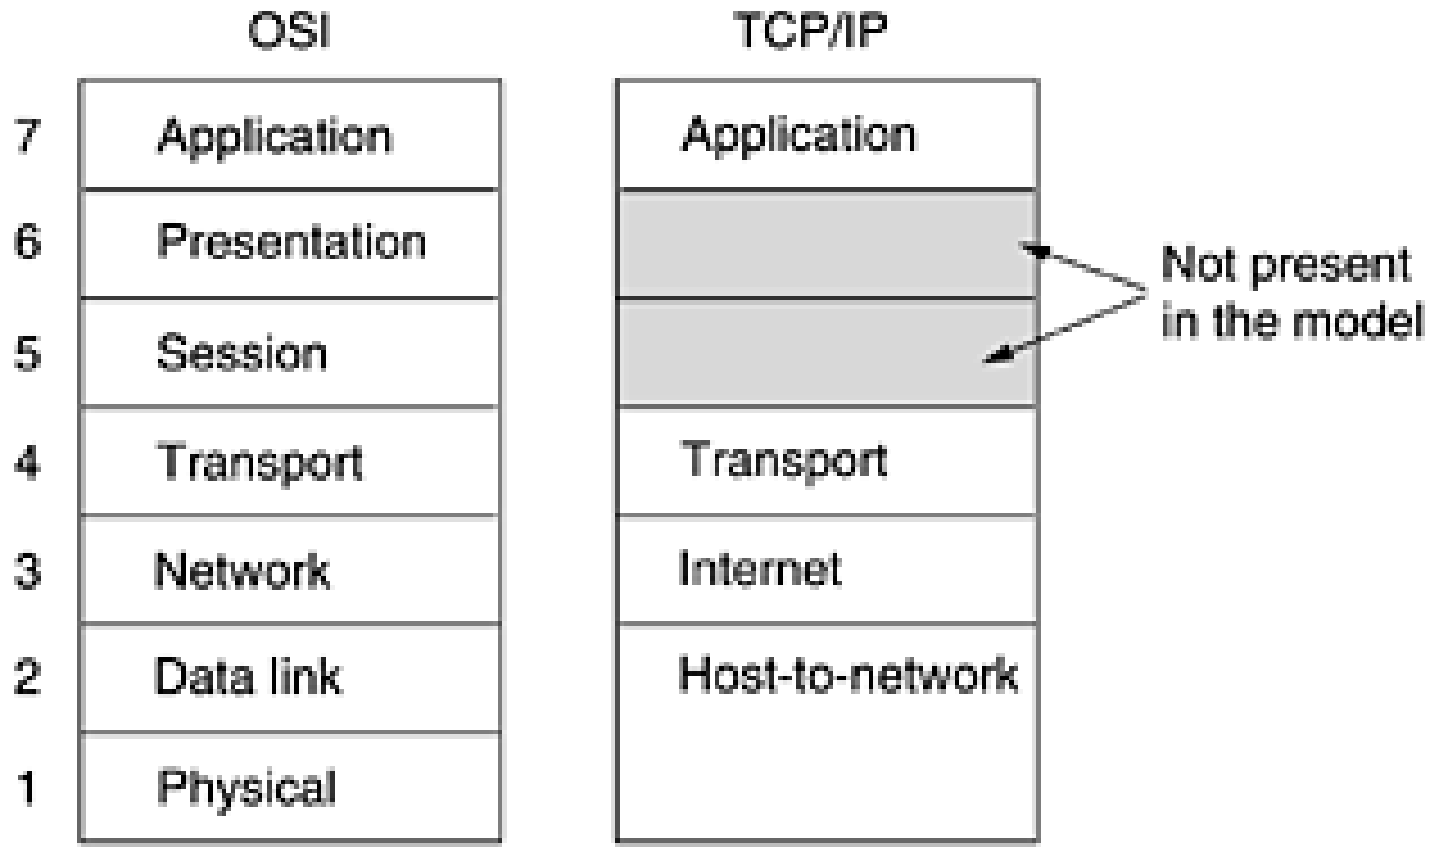 OSI TCP/IP
7 Application Application
6 Presentation
Not present
in the model
5 Session
4 Transport Transport
3 Network Internet
2 Data link Host-to-network
1 Physical